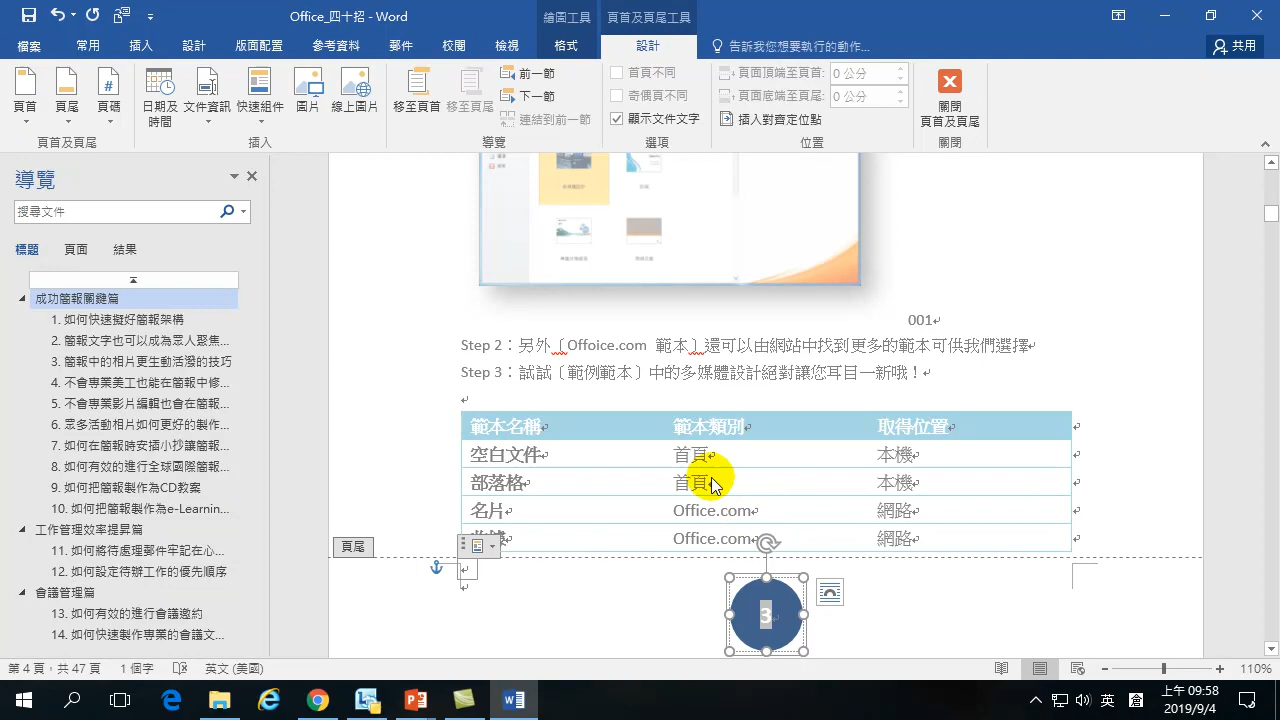 Office_四十招 - Word
繪圖工具
頁首及頁尾工具
檔案
常用
插入
設計
版面配置
參考資料
郵件
校閱
檢視
格式
設計
告訴我您想要執行的動作...
共用
頁首
頁尾
頁碼
頁首及頁尾
日期及
時間
文件資訊
快速組件
圖片
線上圖片
插入
移至頁首
移至頁尾
前一節
下一節
連結到前一節
導覽
首頁不同
奇偶頁不同
顯示文件文字
選項
頁面頂端至頁首:
0 公分
頁面底端至頁尾:
0 公分
插入對齊定位點
位置
關閉
頁首及頁尾
關閉
導覽
搜尋文件
標題
頁面
結果
成功簡報關鍵篇
1. 如何快速擬好簡報架構
2. 簡報文字也可以成為眾人聚焦...
3. 簡報中的相片更生動活潑的技巧
4. 不會專業美工也能在簡報中修...
5. 不會專業影片編輯也會在簡報...
6. 眾多活動相片如何更好的製作...
7. 如何在簡報時安插小抄談簡報...
8. 如何有效的進行全球國際簡報...
9. 如何把簡報製作為CD教案
10. 如何把簡報製作為e-Learnin...
工作管理效率提昇篇
11. 如何將待處理郵件牢記在心...
12. 如何設定待辦工作的優先順序
會議管理篇
13. 如何有效的進行會議邀約
14. 如何快速製作專業的會議文...
001
Step 2：另外〔Offoice.com 範本〕還可以由網站中找到更多的範本可供我們選擇
Step 3：試試〔範例範本〕中的多媒體設計絕對讓您耳目一新哦！
範本名稱
範本類別
取得位置
空白文件
首頁
本機
部落格
首頁
本機
名片
Office.com
網路
Office.com
網路
頁尾
3
第 4 頁，共 47 頁
1 個字
英文 (美國)
110%
英
倉
2019/9/4